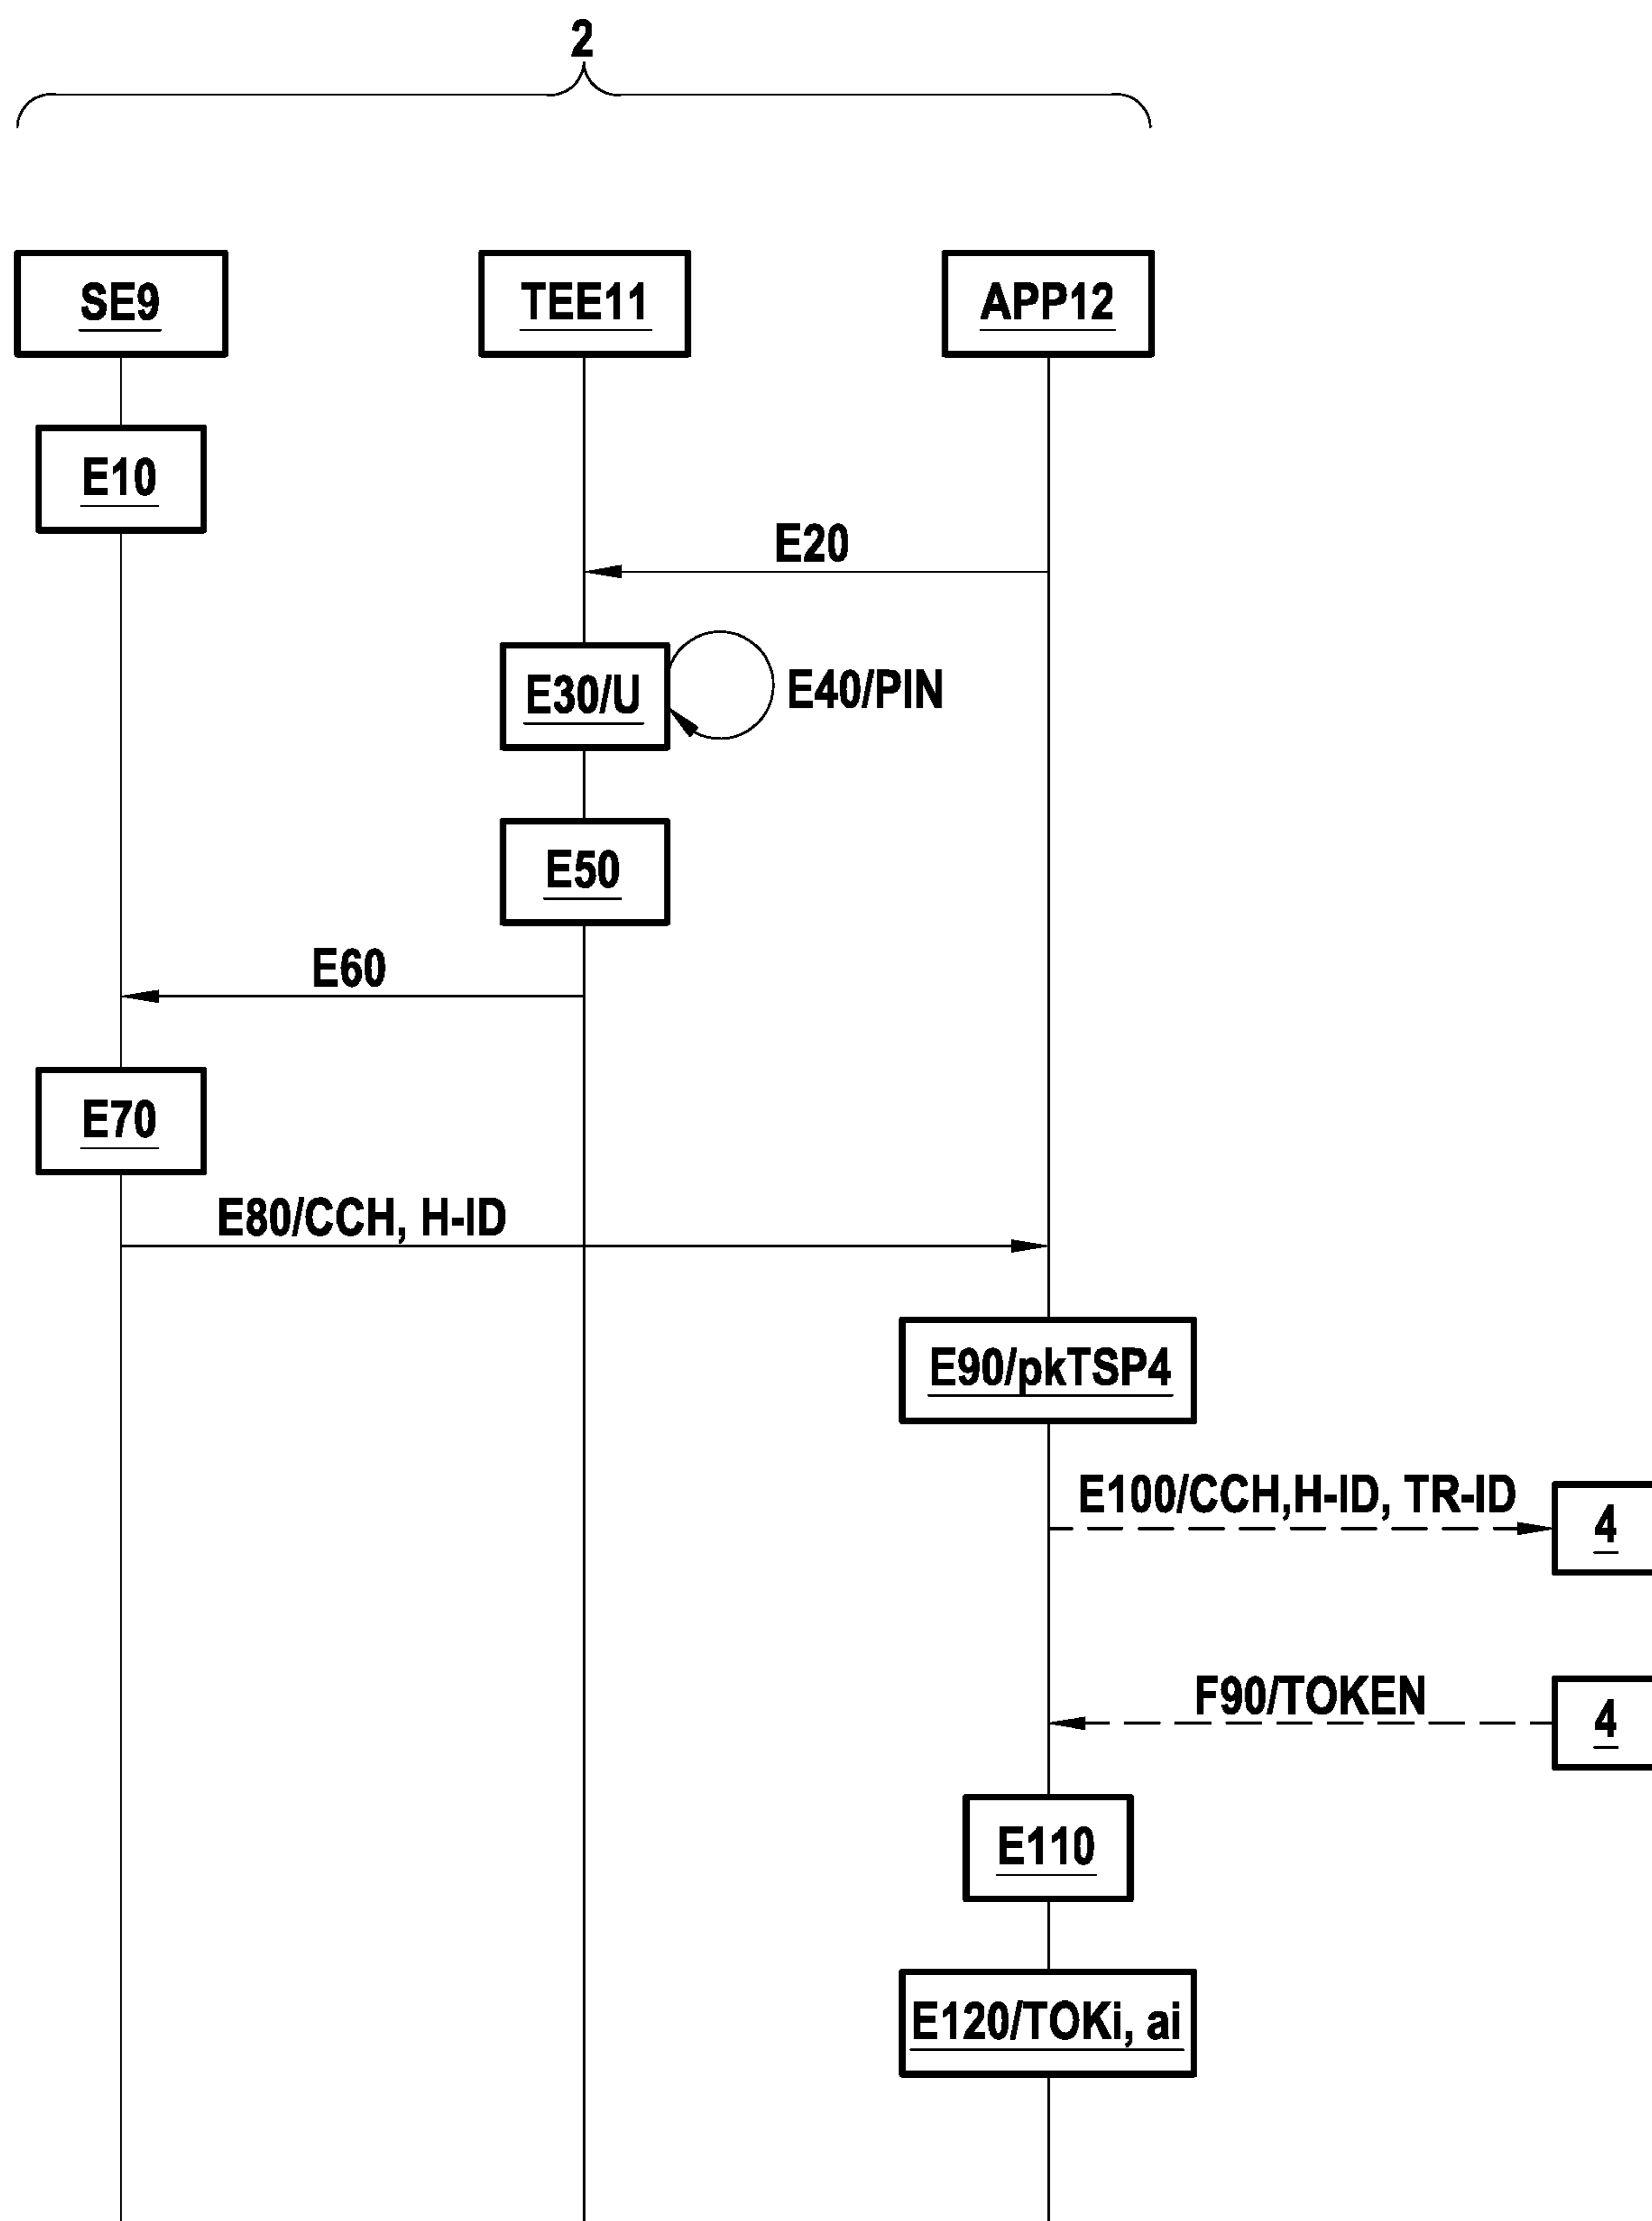 2
SE9
TEE11
APP12
E10
E20
E30/U
E40/PIN
E50
E60
E70
E80/CCH, H-ID
E90/pkTSP4
E100/CCH,H-ID, TR-ID
4
F90/TOKEN
4
E110
E120/TOKi, ai